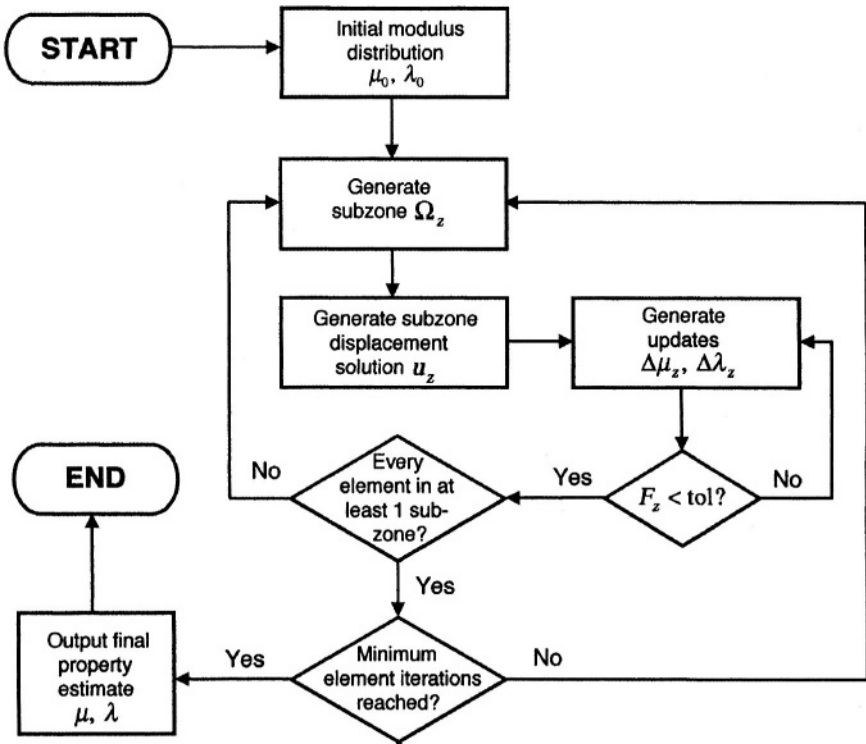 START
Initial modulus
distribution
μ₀, λ₀
Generate
subzone Ω_z
Generate subzone
displacement
solution u_z
Generate
updates
Δμ_z, Δλ_z
F_z < tol?
No
Yes
Every
element in at
least 1 sub-
zone?
No
Yes
Minimum
element iterations
reached?
No
Yes
Output final
property
estimate
μ, λ
END